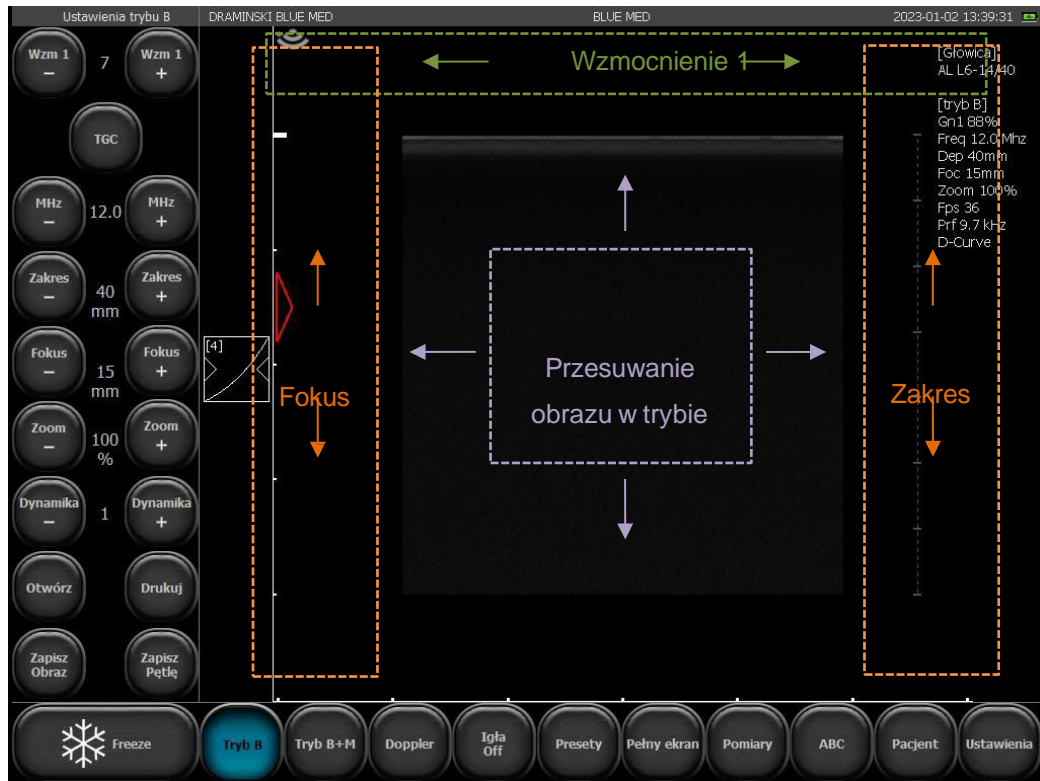 Ustawienia trybu B
DRAMINSKI BLUE MED
BLUE MED
2023-01-02 13:39:31
Wzm 1
−
7
Wzm 1
+
TGC
MHz
−
12.0
MHz
+
Zakres
−
40
mm
Zakres
+
Fokus
−
15
mm
Fokus
+
Zoom
−
100
%
Zoom
+
Dynamika
−
1
Dynamika
+
Otwórz
Drukuj
Zapisz
Obraz
Zapisz
Pętlę
Wzmocnienie 1
[Głowica]
AL L6-14/40
[tryb B]
Gn1 88%
Freq 12.0 Mhz
Dep 40mm
Foc 15mm
Zoom 100%
Fps 36
Prf 9.7 kHz
D-Curve
[4]
Fokus
Przesuwanie
obrazu w trybie
Zakres
Freeze
Tryb B
Tryb B+M
Doppler
Igła
Off
Presety
Pełny ekran
Pomiary
ABC
Pacjent
Ustawienia